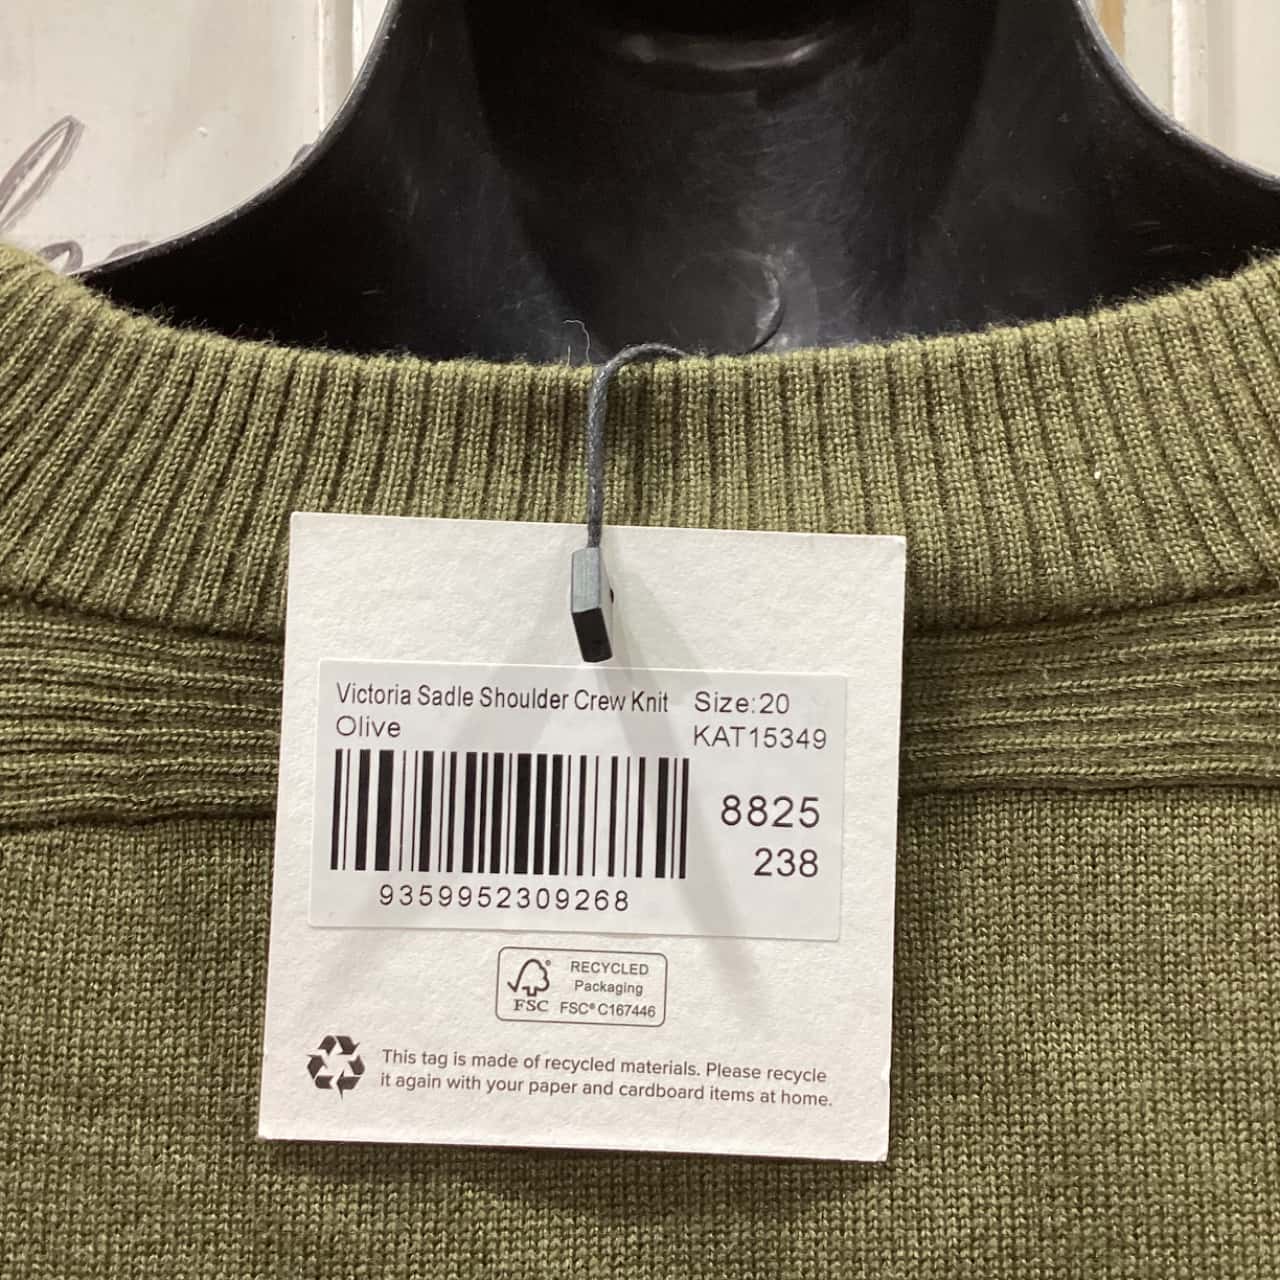 Victoria Sadle Shoulder Crew Knit Size:20
Olive KAT15349
8825
238
9359952309268
RECYCLED
Packaging
FSC FSC® C167446
This tag is made of recycled materials. Please recycle
it again with your paper and cardboard items at home.